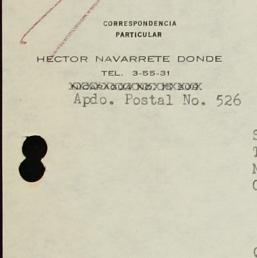 CORRESPONDENCIA
PARTICULAR
HECTOR NAVARRETE DONDE
TEL. 3-55-31
Apdo. Postal No. 526